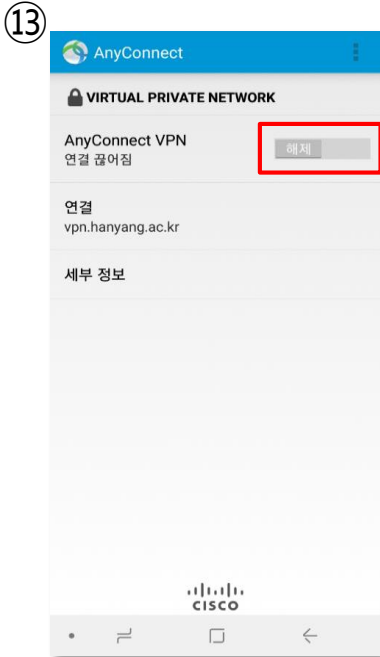 ⑬
AnyConnect
VIRTUAL PRIVATE NETWORK
AnyConnect VPN
연결 끊어짐
해제
연결
vpn.hanyang.ac.kr
세부 정보
CISCO